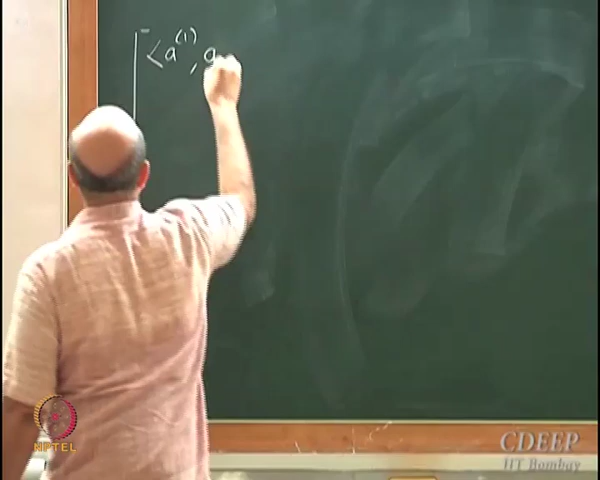 [ <a^(1), a
NPTEL
CDEEP
IIT Bombay